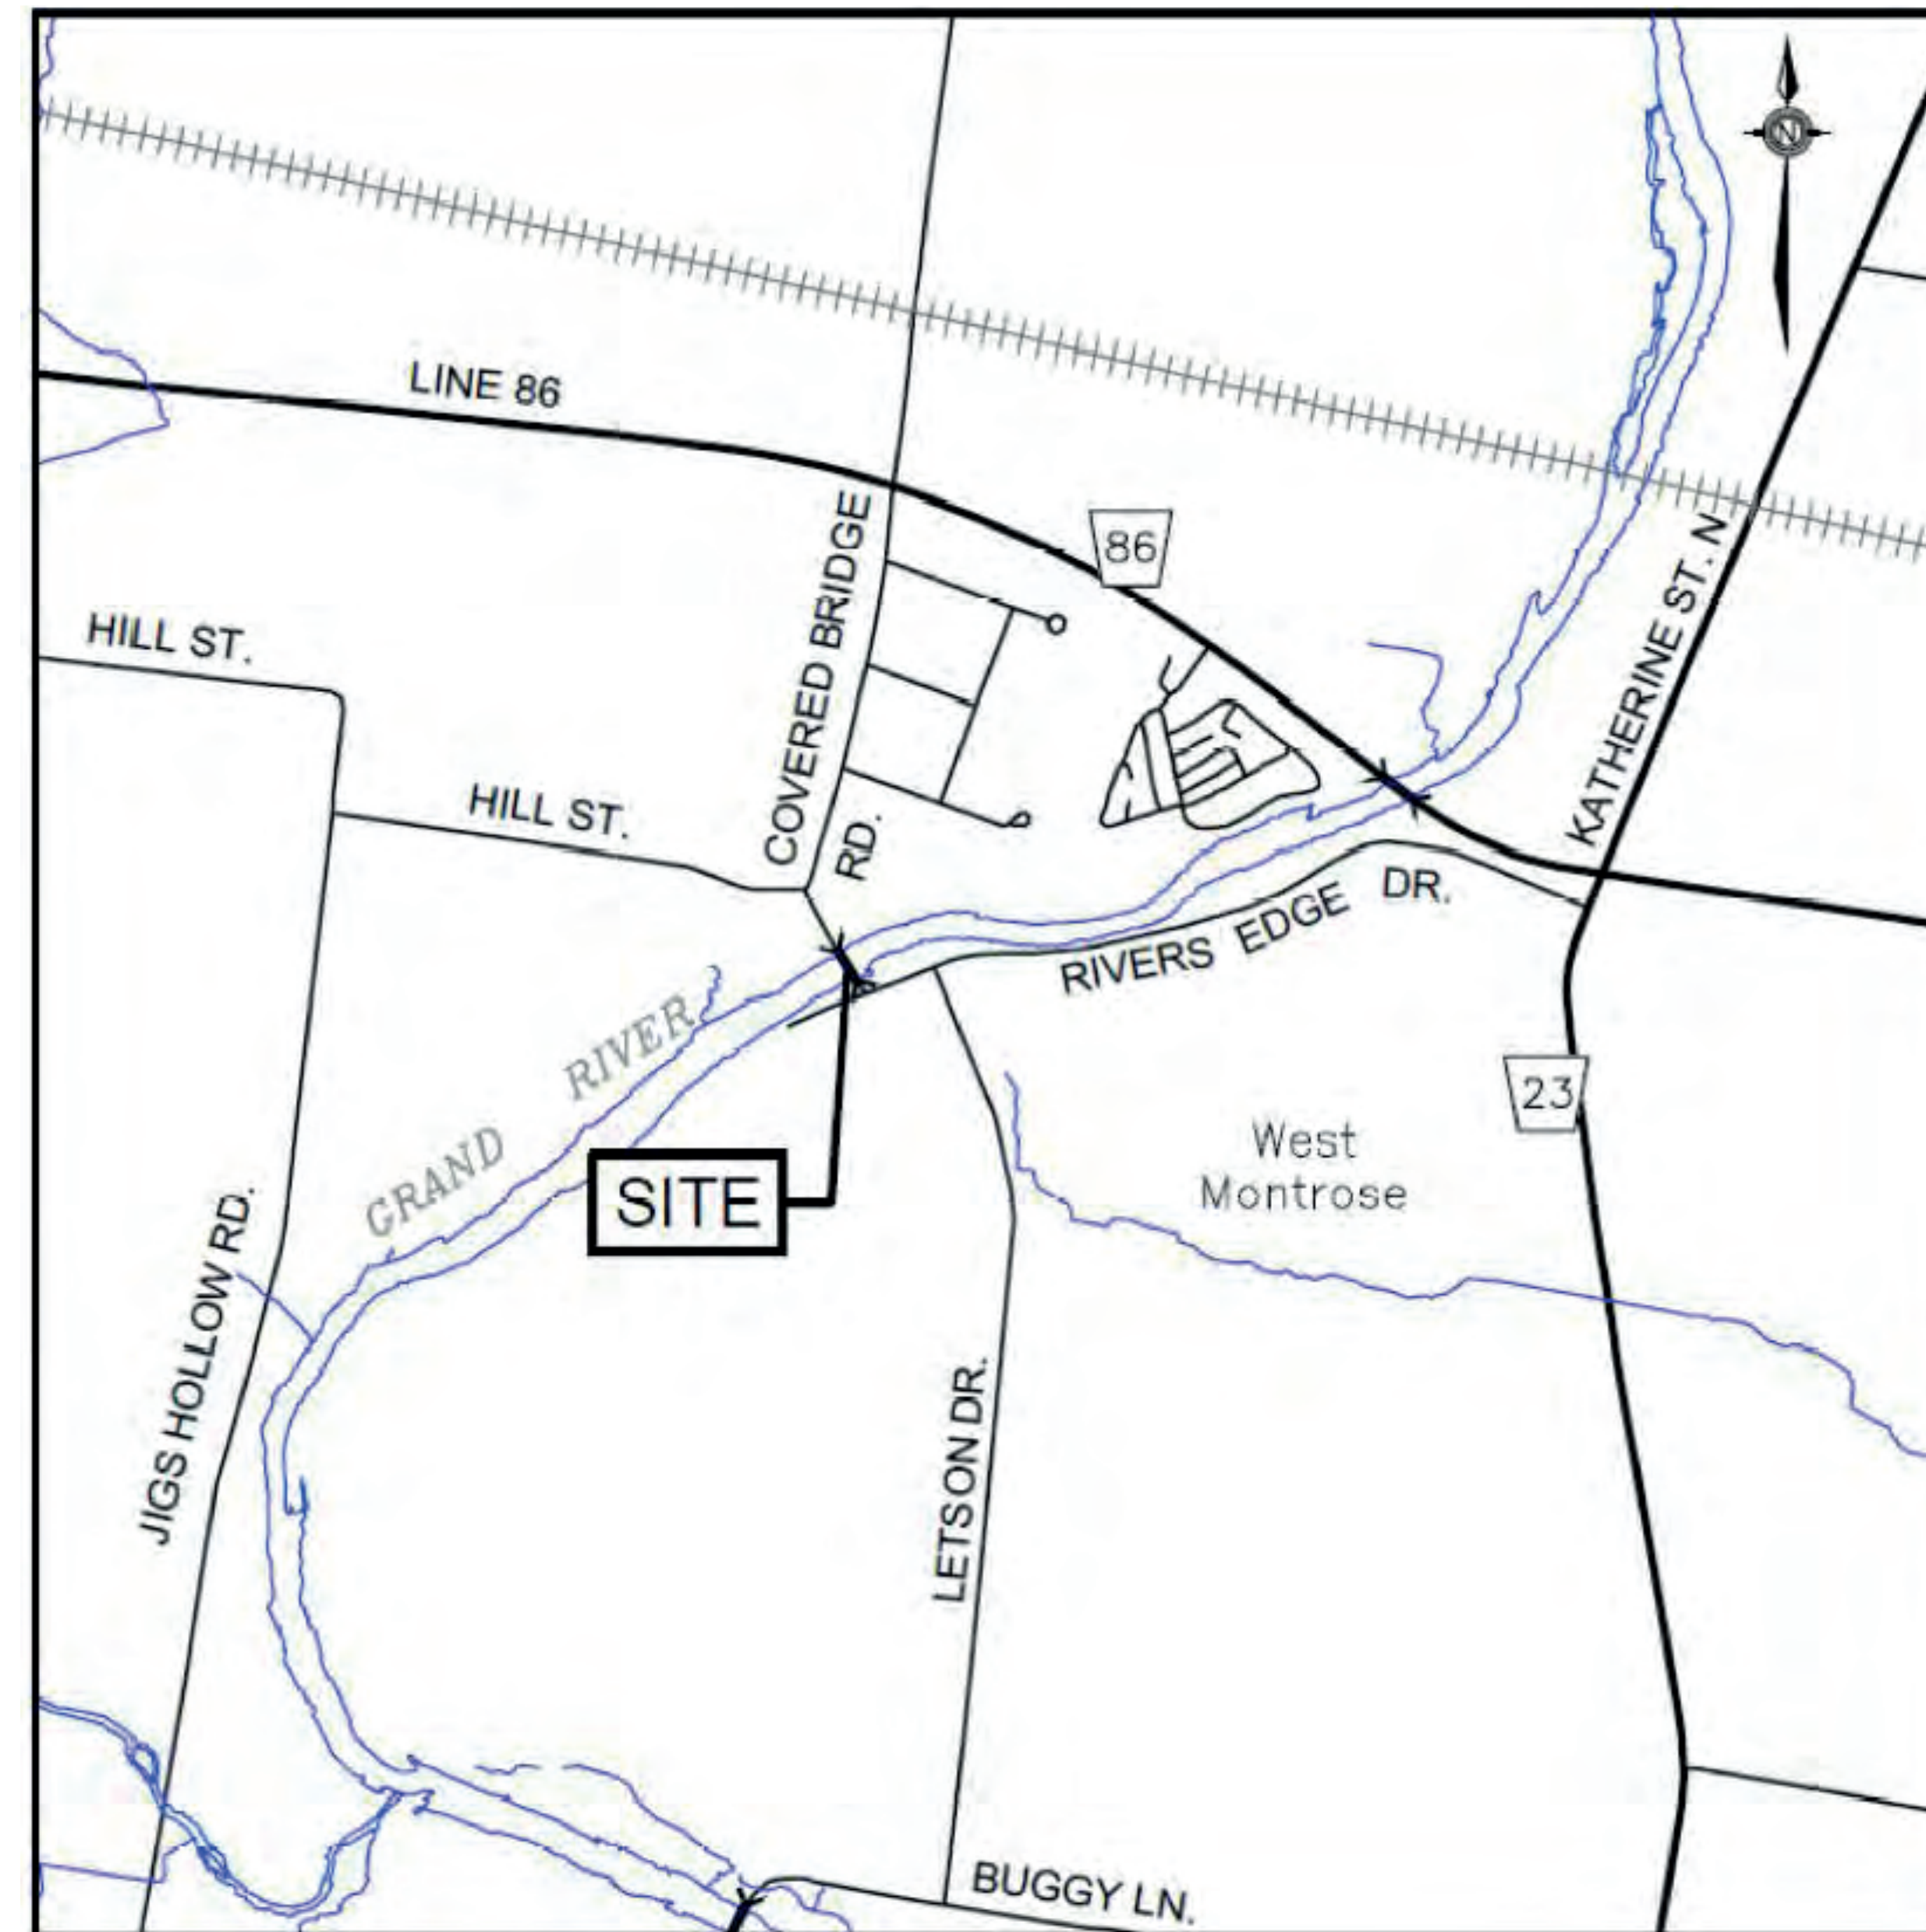 N
LINE 86
86
COVERED BRIDGE
RD.
KATHERINE ST. N
HILL ST.
HILL ST.
RIVERS EDGE DR.
GRAND RIVER
23
West
Montrose
SITE
JIGS HOLLOW RD.
LETSON DR.
BUGGY LN.